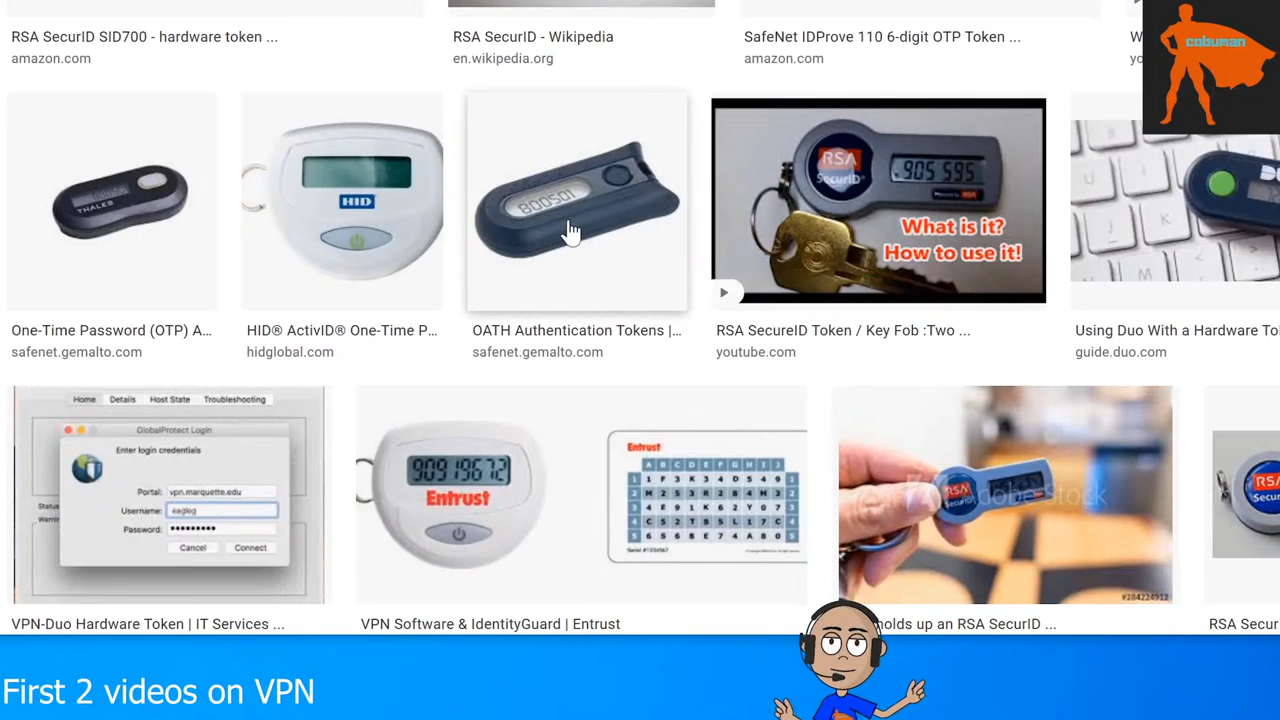 RSA SecurID SID700 - hardware token ...
amazon.com
RSA SecurID - Wikipedia
en.wikipedia.org
SafeNet IDProve 110 6-digit OTP Token ...
amazon.com
cobuman
THALES
HID
800501
RSA
SecurID
905 595
What is it?
How to use it!
One-Time Password (OTP) A...
safenet.gemalto.com
HID® ActivID® One-Time P...
hidglobal.com
OATH Authentication Tokens |...
safenet.gemalto.com
RSA SecureID Token / Key Fob :Two ...
youtube.com
Using Duo With a Hardware To
guide.duo.com
Home Details Host State Troubleshooting
GlobalProtect Login
Enter login credentials
Portal: vpn.marquette.edu
Username: eagleg
Password: •••••••••
Cancel Connect
90919672
Entrust
Entrust
A B C D E F G H I J
RSA
Adobe Stock
#284224912
RSA
VPN-Duo Hardware Token | IT Services ...
VPN Software & IdentityGuard | Entrust
holds up an RSA SecurID ...
RSA Secur
First 2 videos on VPN